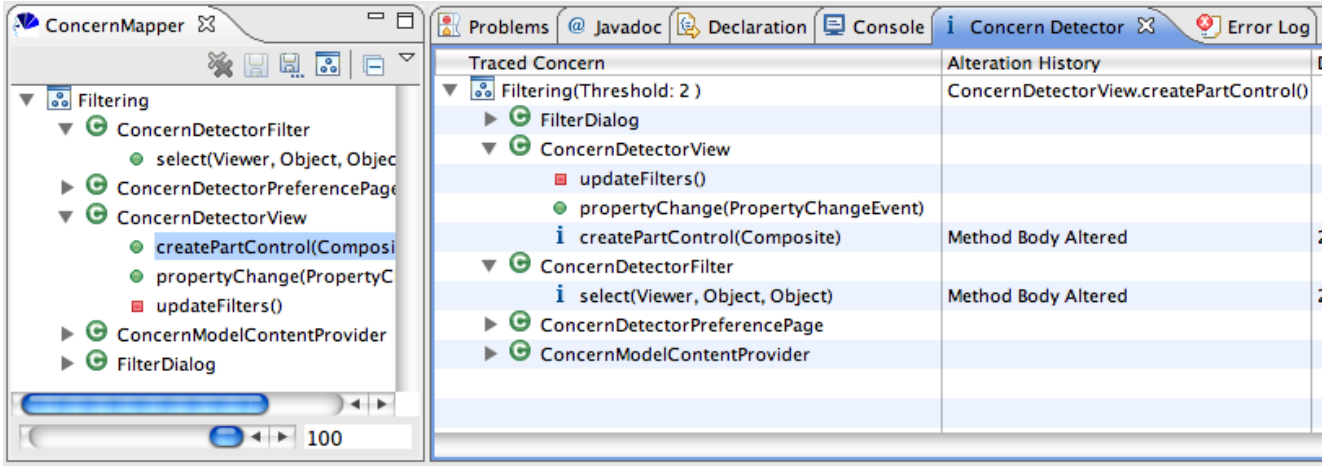 ConcernMapper
Filtering
ConcernDetectorFilter
select(Viewer, Object, Objec
ConcernDetectorPreferencePage
ConcernDetectorView
createPartControl(Composi
propertyChange(PropertyC
updateFilters()
ConcernModelContentProvider
FilterDialog
100
Problems @ Javadoc Declaration Console i Concern Detector Error Log
Traced Concern Alteration History D
Filtering(Threshold: 2 ) ConcernDetectorView.createPartControl()
FilterDialog
ConcernDetectorView
updateFilters()
propertyChange(PropertyChangeEvent)
i createPartControl(Composite) Method Body Altered 2
ConcernDetectorFilter
i select(Viewer, Object, Object) Method Body Altered 2
ConcernDetectorPreferencePage
ConcernModelContentProvider